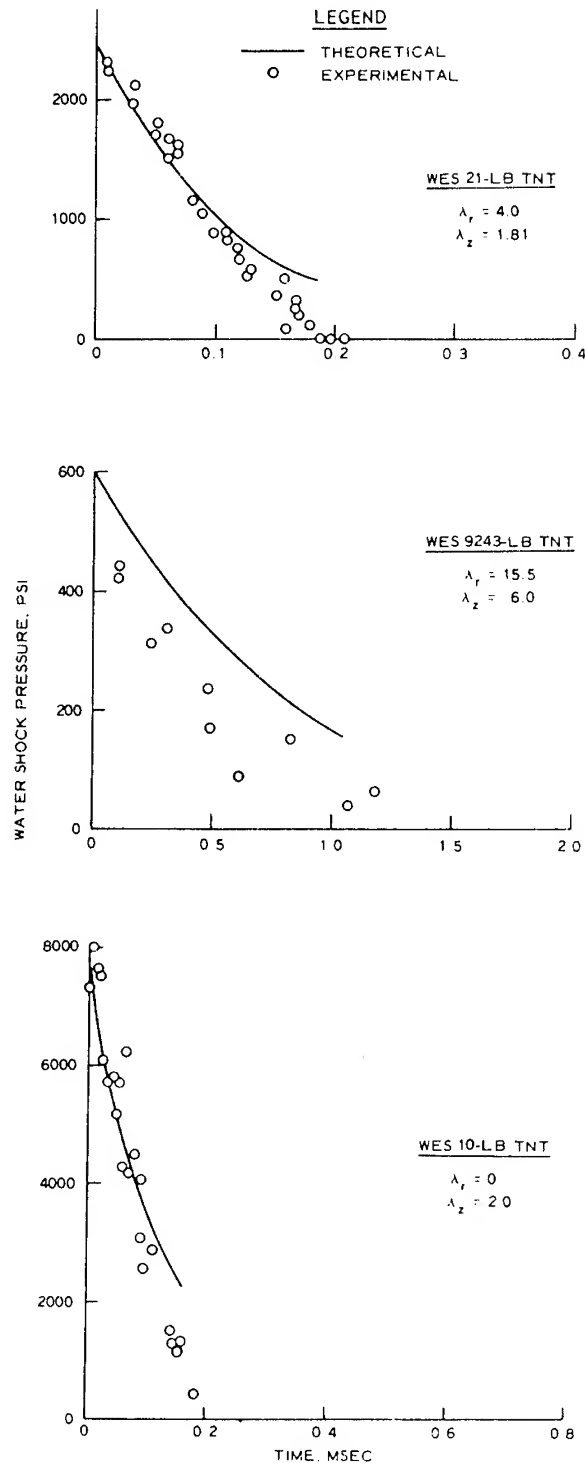 LEGEND
THEORETICAL
EXPERIMENTAL
2000
1000
0
WES 21-LB TNT
λr = 4.0
λz = 1.81
0 0.1 0.2 0.3 0.4
600
400
200
0
WES 9243-LB TNT
λr = 15.5
λz = 6.0
0 0.5 1.0 1.5 2.0
WATER SHOCK PRESSURE, PSI
8000
6000
4000
2000
0
WES 10-LB TNT
λr = 0
λz = 2.0
0 0.2 0.4 0.6 0.8
TIME, MSEC